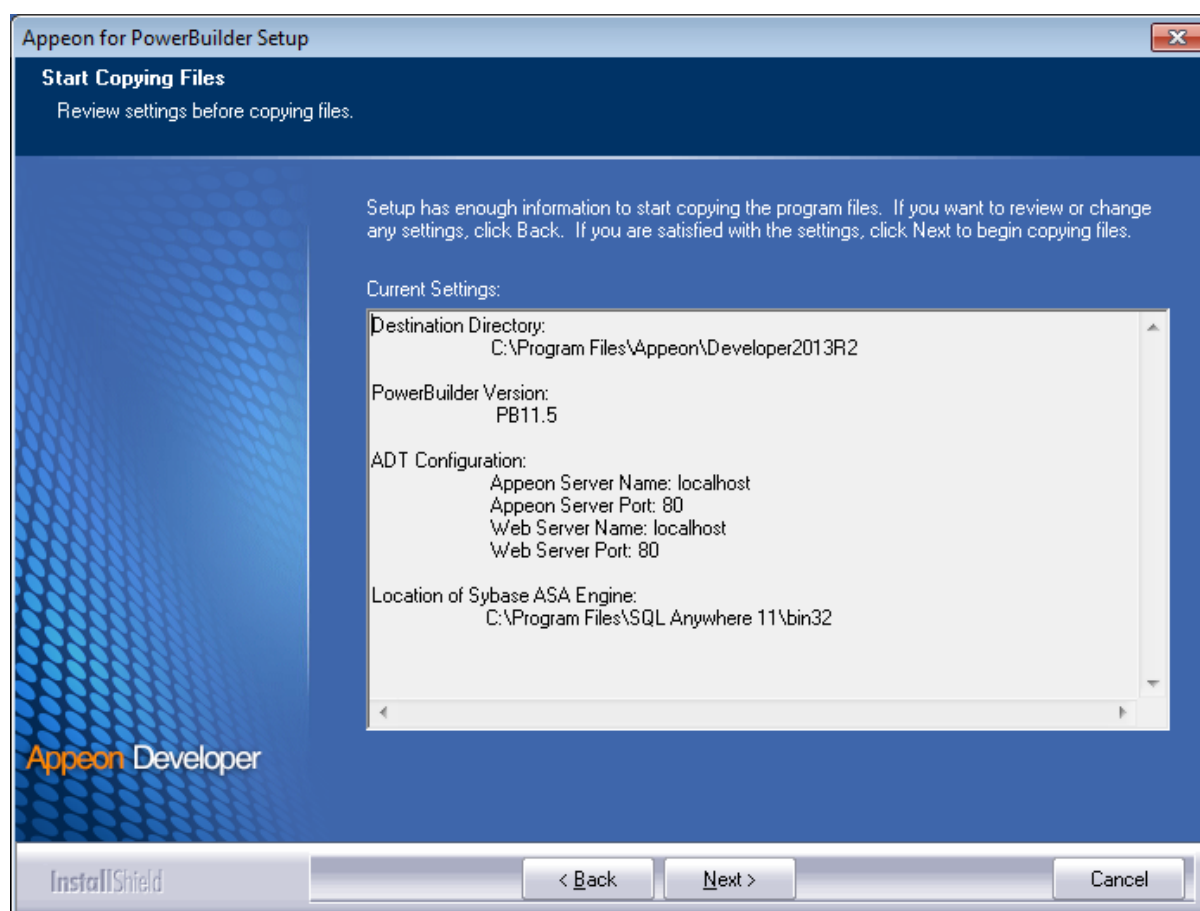 Appeon for PowerBuilder Setup
Start Copying Files
Review settings before copying files.
Setup has enough information to start copying the program files. If you want to review or change
any settings, click Back. If you are satisfied with the settings, click Next to begin copying files.
Current Settings:
Destination Directory:
C:\Program Files\Appeon\Developer2013R2
PowerBuilder Version:
PB11.5
ADT Configuration:
Appeon Server Name: localhost
Appeon Server Port: 80
Web Server Name: localhost
Web Server Port: 80
Location of Sybase ASA Engine:
C:\Program Files\SQL Anywhere 11\bin32
Appeon Developer
InstallShield
< Back
Next >
Cancel